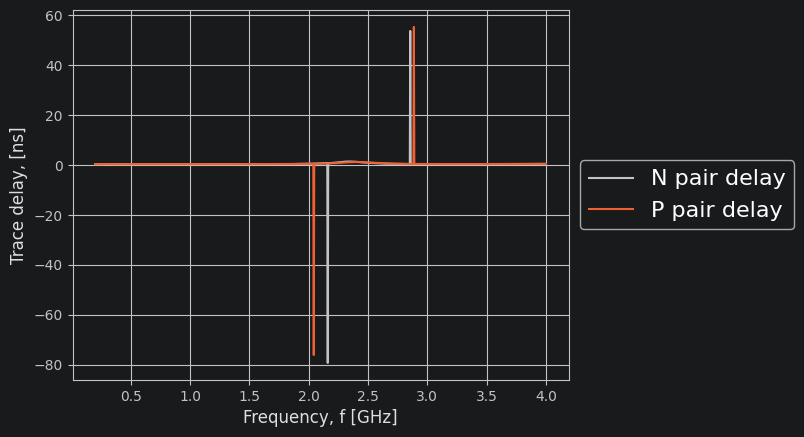 60
40
20
0
−20
−40
−60
−80
Trace delay, [ns]
0.5 1.0 1.5 2.0 2.5 3.0 3.5 4.0
Frequency, f [GHz]
N pair delay
P pair delay